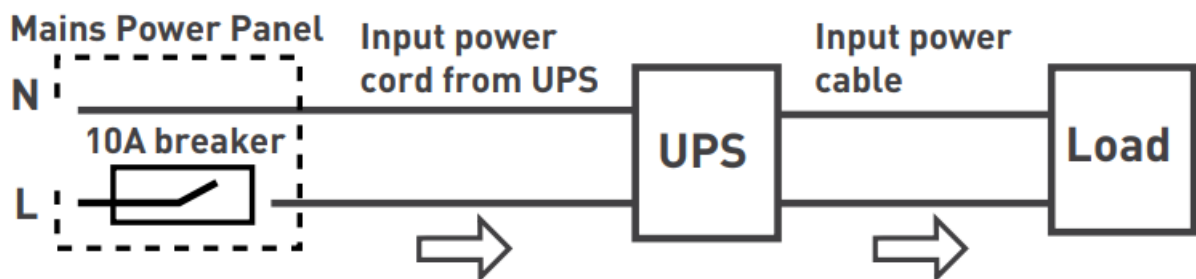 Mains Power Panel
Input power
cord from UPS
Input power
cable
N
10A breaker
UPS
Load
L